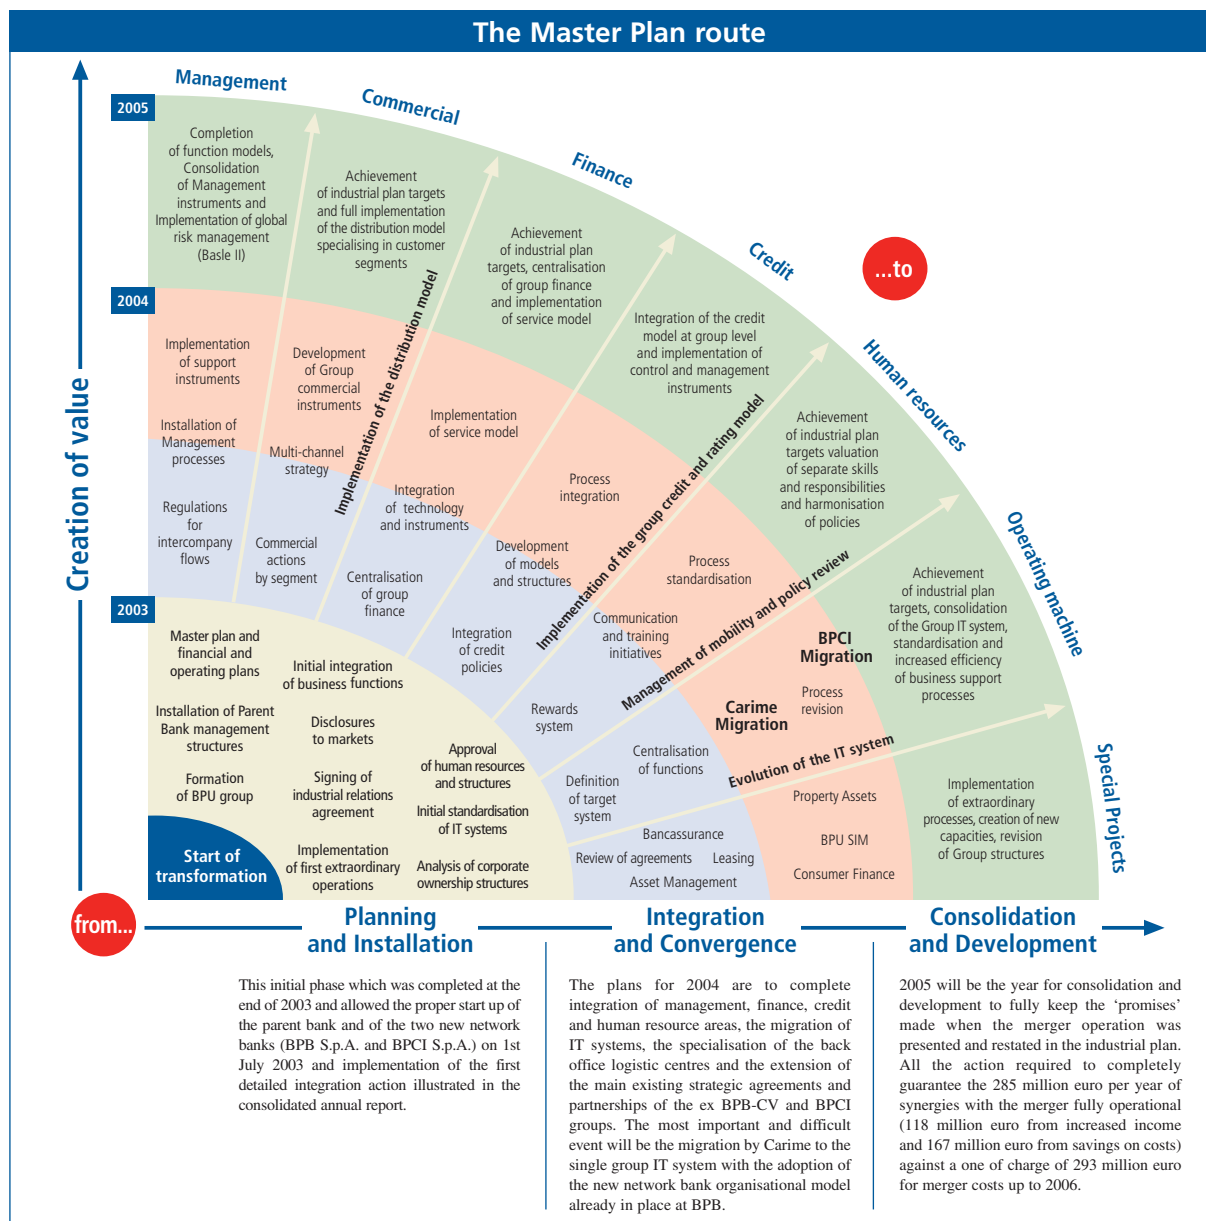 The Master Plan route
Creation of value
Management
Commercial
Finance
Credit
Human resources
Operating machine
Special Projects
...to
from...
2005
Completion
of function models,
Consolidation
of Management
instruments and
Implementation of global
risk management
(Basle II)
Achievement
of industrial plan targets
and full implementation
of the distribution model
specialising in customer
segments
Achievement
of industrial plan
targets, centralisation
of group finance
and implementation
of service model
Integration of the credit
model at group level
and implementation of
control and management
instruments
Achievement
of industrial plan
targets valuation
of separate skills
and responsibilities
and harmonisation
of policies
Achievement
of industrial plan
targets, consolidation
of the Group IT system,
standardisation and
increased efficiency
of business support
processes
Implementation
of extraordinary
processes, creation of new
capacities, revision
of Group structures
2004
Implementation
of support
instruments
Installation of
Management
processes
Regulations
for
intercompany
flows
Development
of Group
commercial
instruments
Multi-channel
strategy
Commercial
actions
by segment
Implementation of the distribution model
Implementation
of service model
Integration
of technology
and instruments
Centralisation
of group
finance
Process
integration
Development
of models
and structures
Integration
of credit
policies
Implementation of the group credit and rating model
Process
standardisation
Communication
and training
initiatives
Rewards
system
Management of mobility and policy review
BPCI
Migration
Process
revision
Carime
Migration
Centralisation
of functions
Definition
of target
system
Evolution of the IT system
Property Assets
BPU SIM
Consumer Finance
Bancassurance
Review of agreements
Leasing
Asset Management
2003
Master plan and
financial and
operating plans
Initial integration
of business functions
Installation of Parent
Bank management
structures
Disclosures
to markets
Formation
of BPU group
Signing of
industrial relations
agreement
Approval
of human resources
and structures
Initial standardisation
of IT systems
Implementation
of first extraordinary
operations
Analysis of corporate
ownership structures
Start of
transformation
Planning
and Installation
This initial phase which was completed at the
end of 2003 and allowed the proper start up of
the parent bank and of the two new network
banks (BPB S.p.A. and BPCI S.p.A.) on 1st
July 2003 and implementation of the first
detailed integration action illustrated in the
consolidated annual report.
Integration
and Convergence
The plans for 2004 are to complete
integration of management, finance, credit
and human resource areas, the migration of
IT systems, the specialisation of the back
office logistic centres and the extension of
the main existing strategic agreements and
partnerships of the ex BPB-CV and BPCI
groups. The most important and difficult
event will be the migration by Carime to the
single group IT system with the adoption of
the new network bank organisational model
already in place at BPB.
Consolidation
and Development
2005 will be the year for consolidation and
development to fully keep the ‘promises’
made when the merger operation was
presented and restated in the industrial plan.
All the action required to completely
guarantee the 285 million euro per year of
synergies with the merger fully operational
(118 million euro from increased income
and 167 million euro from savings on costs)
against a one of charge of 293 million euro
for merger costs up to 2006.